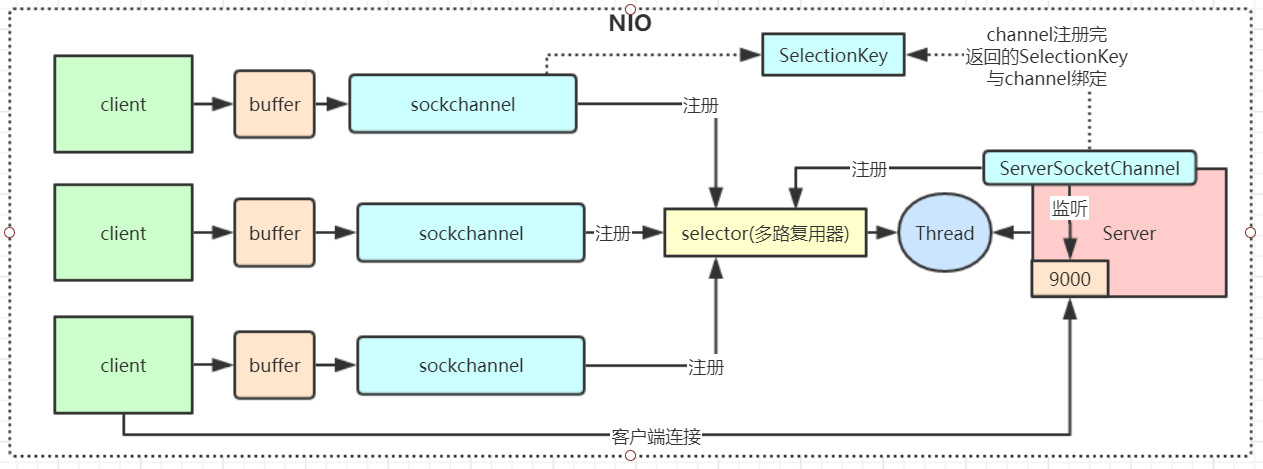 NIO
channel注册完
返回的SelectionKey
与channel绑定
SelectionKey
client
buffer
sockchannel
注册
注册
ServerSocketChannel
监听
client
buffer
sockchannel
注册
selector(多路复用器)
Thread
Server
9000
client
buffer
sockchannel
注册
客户端连接